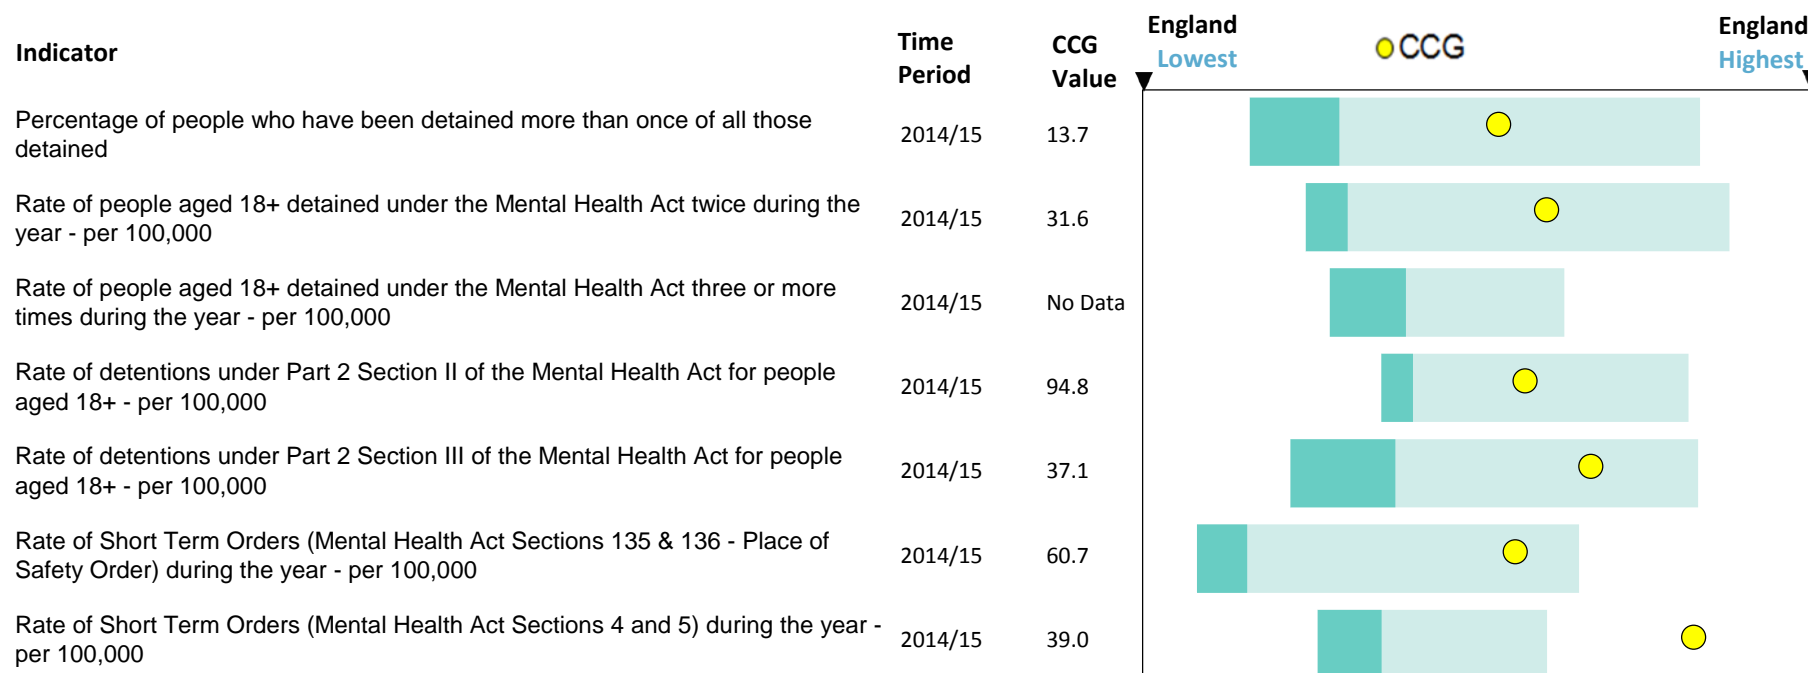 Indicator
Time
Period
CCG
Value
England
Lowest
CCG
England
Highest
Percentage of people who have been detained more than once of all those
detained
2014/15
13.7
Rate of people aged 18+ detained under the Mental Health Act twice during the
year - per 100,000
2014/15
31.6
Rate of people aged 18+ detained under the Mental Health Act three or more
times during the year - per 100,000
2014/15
No Data
Rate of detentions under Part 2 Section II of the Mental Health Act for people
aged 18+ - per 100,000
2014/15
94.8
Rate of detentions under Part 2 Section III of the Mental Health Act for people
aged 18+ - per 100,000
2014/15
37.1
Rate of Short Term Orders (Mental Health Act Sections 135 & 136 - Place of
Safety Order) during the year - per 100,000
2014/15
60.7
Rate of Short Term Orders (Mental Health Act Sections 4 and 5) during the year -
per 100,000
2014/15
39.0